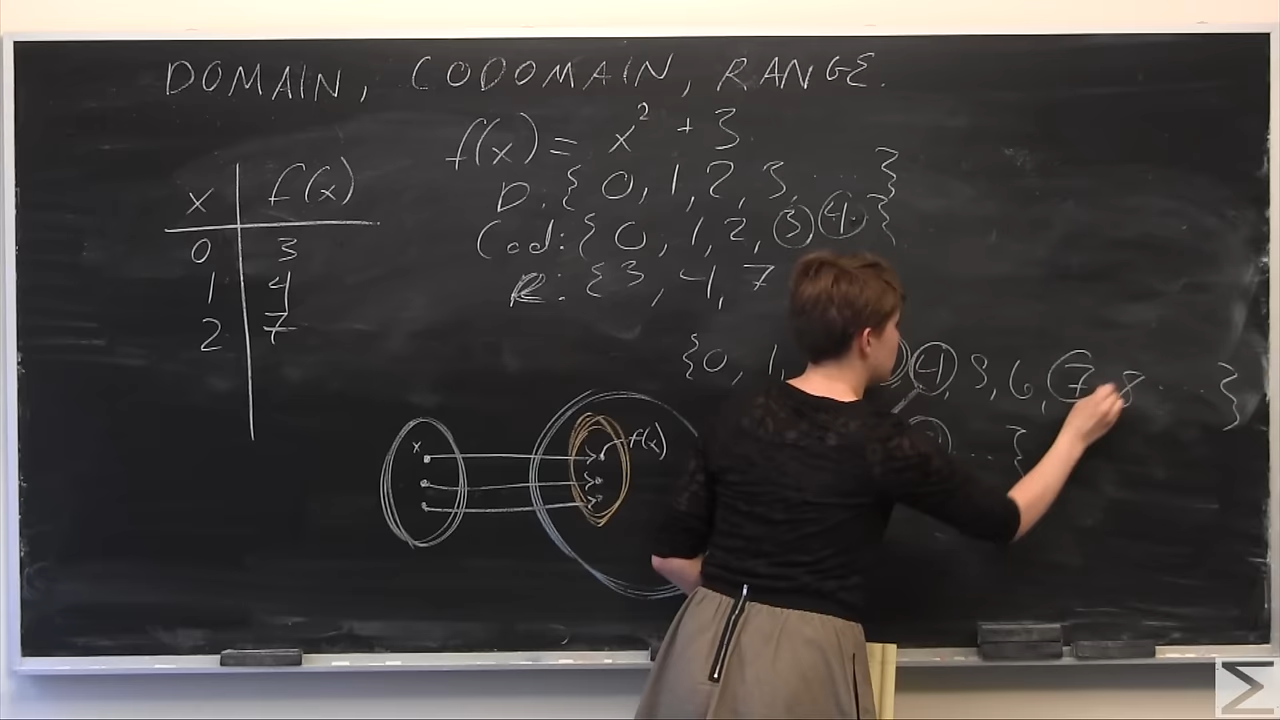 DOMAIN, CODOMAIN, RANGE.
f(x) = x² + 3
D: {0, 1, 2, 3, ... }
Cod: {0, 1, 2, 3, 4. }
R: {3, 4, 7
x f(x)
0 3
1 4
2 7
{0, 1, 4, 5, 6, 7, 8 .... }
.... }
x f(x)
Σ